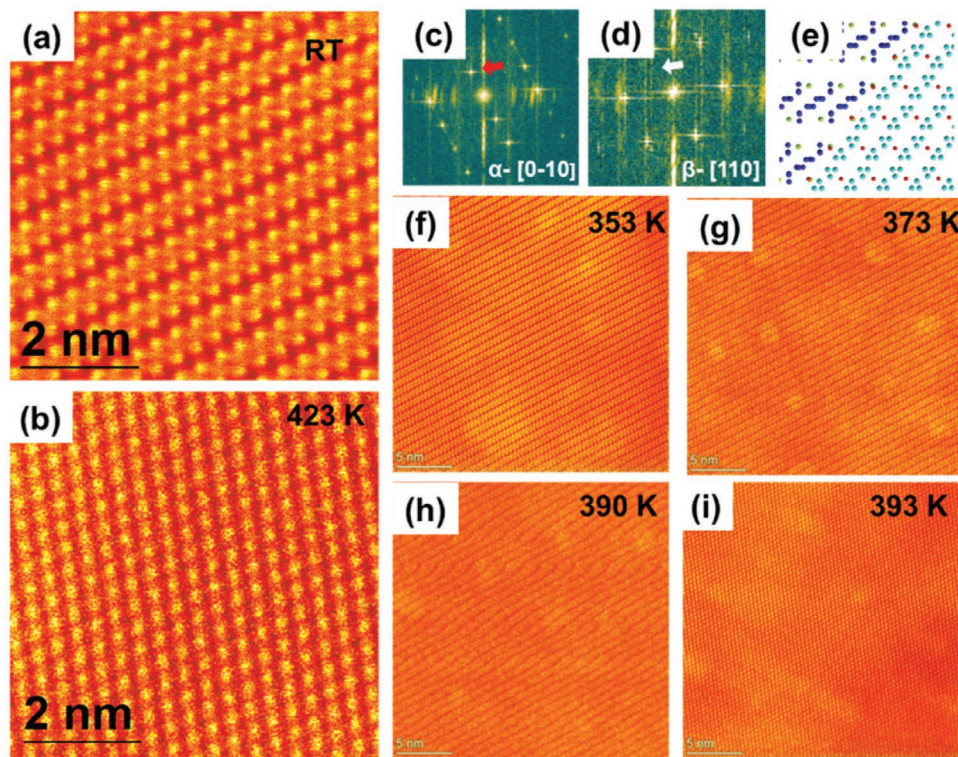 (a)
RT
2 nm
(b)
423 K
2 nm
(c)
α- [0-10]
(d)
β- [110]
(e)
(f)
353 K
5 nm
(g)
373 K
5 nm
(h)
390 K
5 nm
(i)
393 K
5 nm